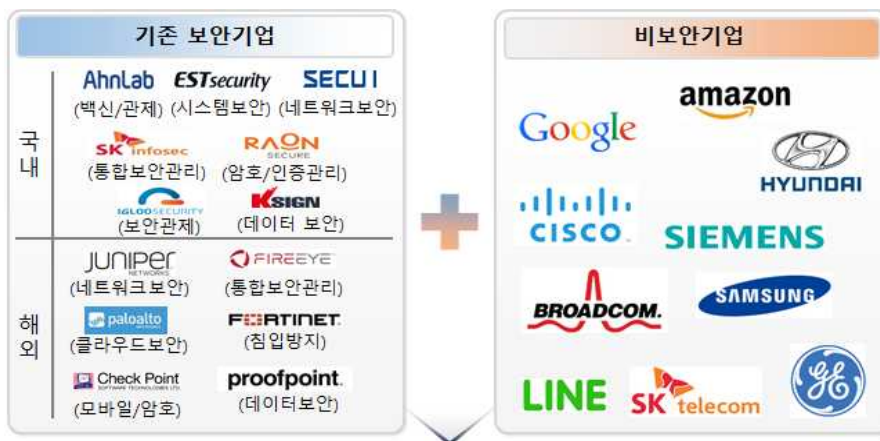 기존 보안기업
국내
AhnLab ESTsecurity SECUI
(백신/관제) (시스템보안) (네트워크보안)
SK infosec RAON SECURE
(통합보안관리) (암호/인증관리)
IGLOOSECURITY KSIGN
(보안관제) (데이터 보안)
해외
JUNIPER NETWORKS FIREEYE
(네트워크보안) (통합보안관리)
paloalto FORTINET
(클라우드보안) (침입방지)
Check Point SOFTWARE TECHNOLOGIES LTD. proofpoint.
(모바일/암호) (데이터보안)
비보안기업
Google amazon
HYUNDAI
CISCO
SIEMENS
BROADCOM. SAMSUNG
LINE SK telecom GE